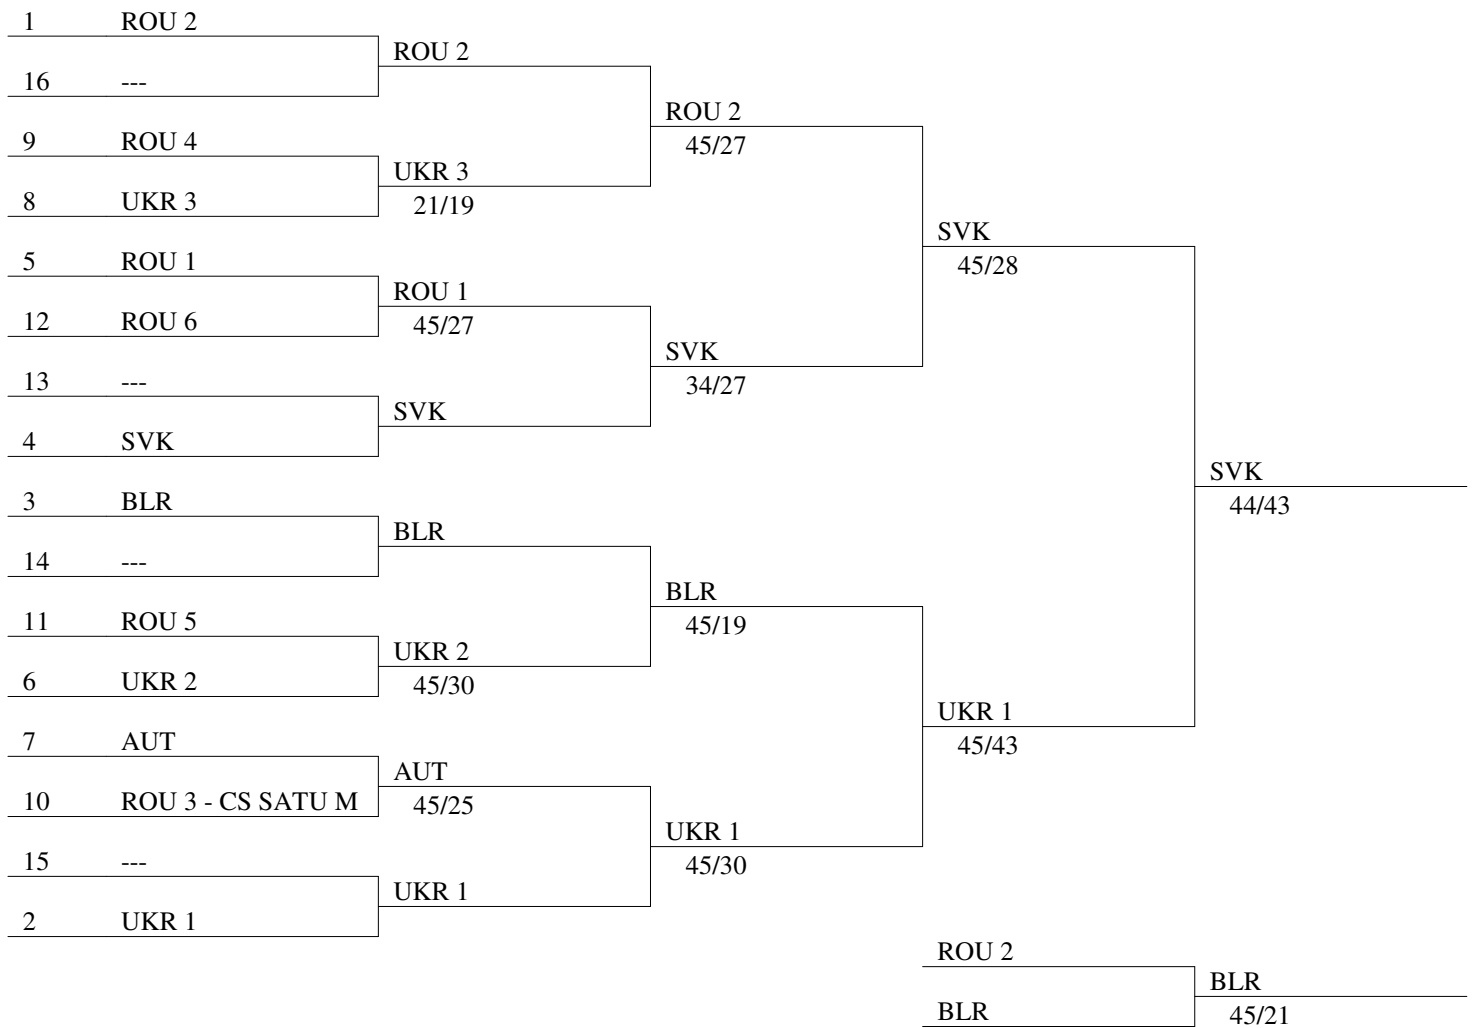 1 ROU 2
ROU 2
16 ---
ROU 2
45/27
9 ROU 4
UKR 3
21/19
8 UKR 3
SVK
45/28
5 ROU 1
ROU 1
45/27
12 ROU 6
SVK
34/27
13 ---
SVK
4 SVK
SVK
44/43
3 BLR
BLR
14 ---
BLR
45/19
11 ROU 5
UKR 2
45/30
6 UKR 2
UKR 1
45/43
7 AUT
AUT
45/25
10 ROU 3 - CS SATU M
UKR 1
45/30
15 ---
UKR 1
2 UKR 1
ROU 2
BLR
45/21
BLR